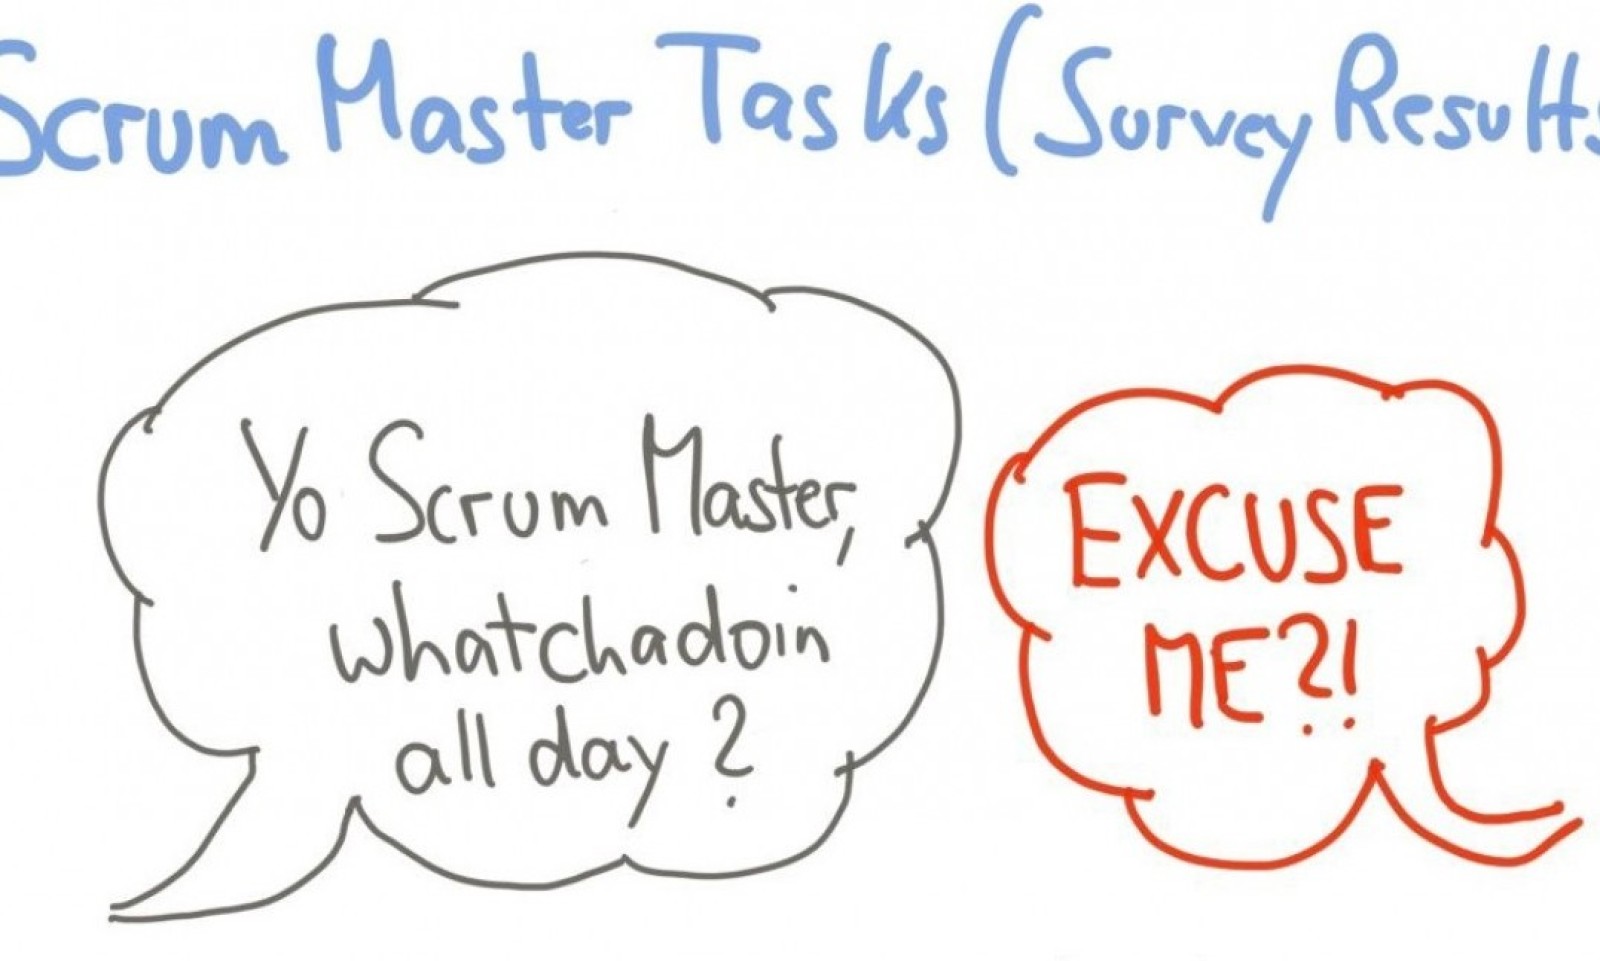 Scrum Master Tasks (Survey Results
Yo Scrum Master,
whatchadoin
all day?
EXCUSE
ME?!